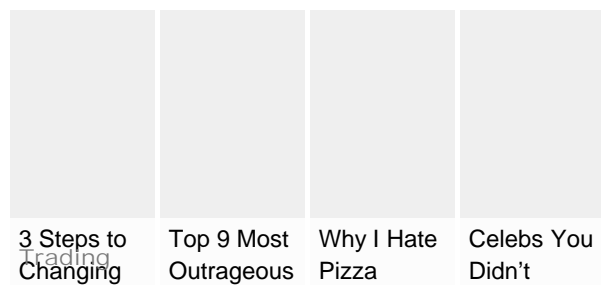 3 Steps to
Trading
Changing
Top 9 Most
Outrageous
Why I Hate
Pizza
Celebs You
Didn’t